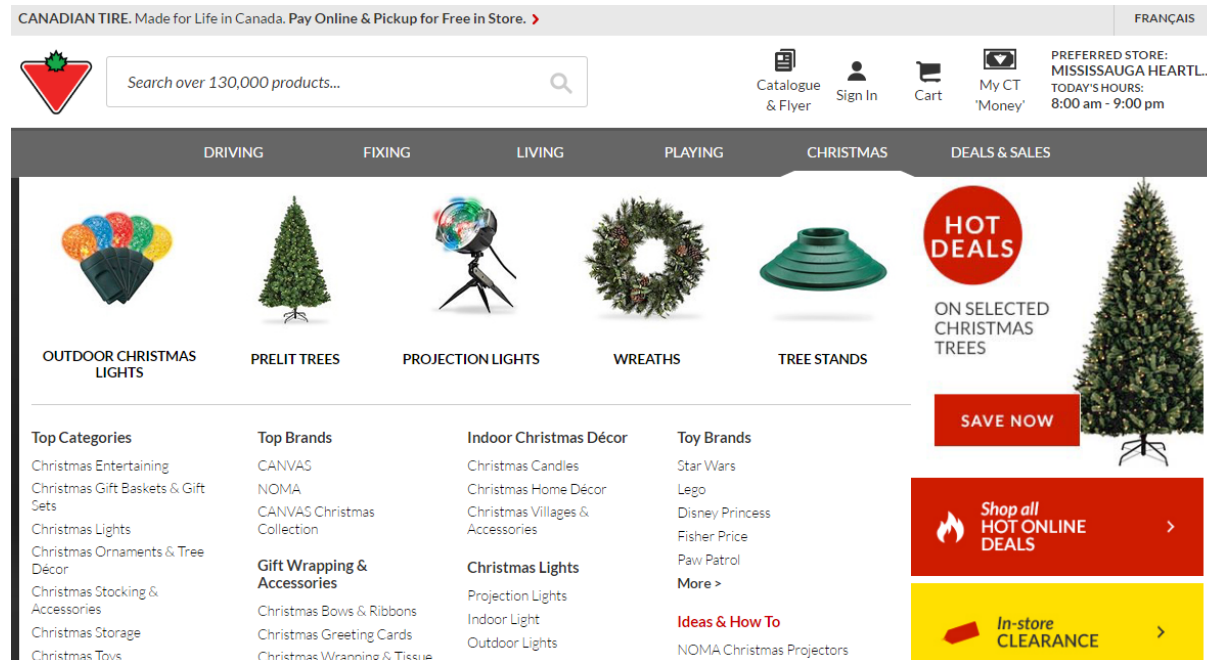 CANADIAN TIRE. Made for Life in Canada. Pay Online & Pickup for Free in Store. >
FRANÇAIS
Search over 130,000 products...
Catalogue
& Flyer
Sign In
Cart
My CT
'Money'
PREFERRED STORE:
MISSISSAUGA HEARTL...
TODAY'S HOURS:
8:00 am - 9:00 pm
DRIVING
FIXING
LIVING
PLAYING
CHRISTMAS
DEALS & SALES
OUTDOOR CHRISTMAS
LIGHTS
PRELIT TREES
PROJECTION LIGHTS
WREATHS
TREE STANDS
HOT
DEALS
ON SELECTED
CHRISTMAS
TREES
SAVE NOW
Top Categories
Christmas Entertaining
Christmas Gift Baskets & Gift
Sets
Christmas Lights
Christmas Ornaments & Tree
Décor
Christmas Stocking &
Accessories
Christmas Storage
Christmas Toys
Top Brands
CANVAS
NOMA
CANVAS Christmas
Collection
Gift Wrapping &
Accessories
Christmas Bows & Ribbons
Christmas Greeting Cards
Christmas Wrapping & Tissue
Indoor Christmas Décor
Christmas Candles
Christmas Home Décor
Christmas Villages &
Accessories
Christmas Lights
Projection Lights
Indoor Light
Outdoor Lights
Toy Brands
Star Wars
Lego
Disney Princess
Fisher Price
Paw Patrol
More >
Ideas & How To
NOMA Christmas Projectors
Shop all
HOT ONLINE
DEALS
In-store
CLEARANCE